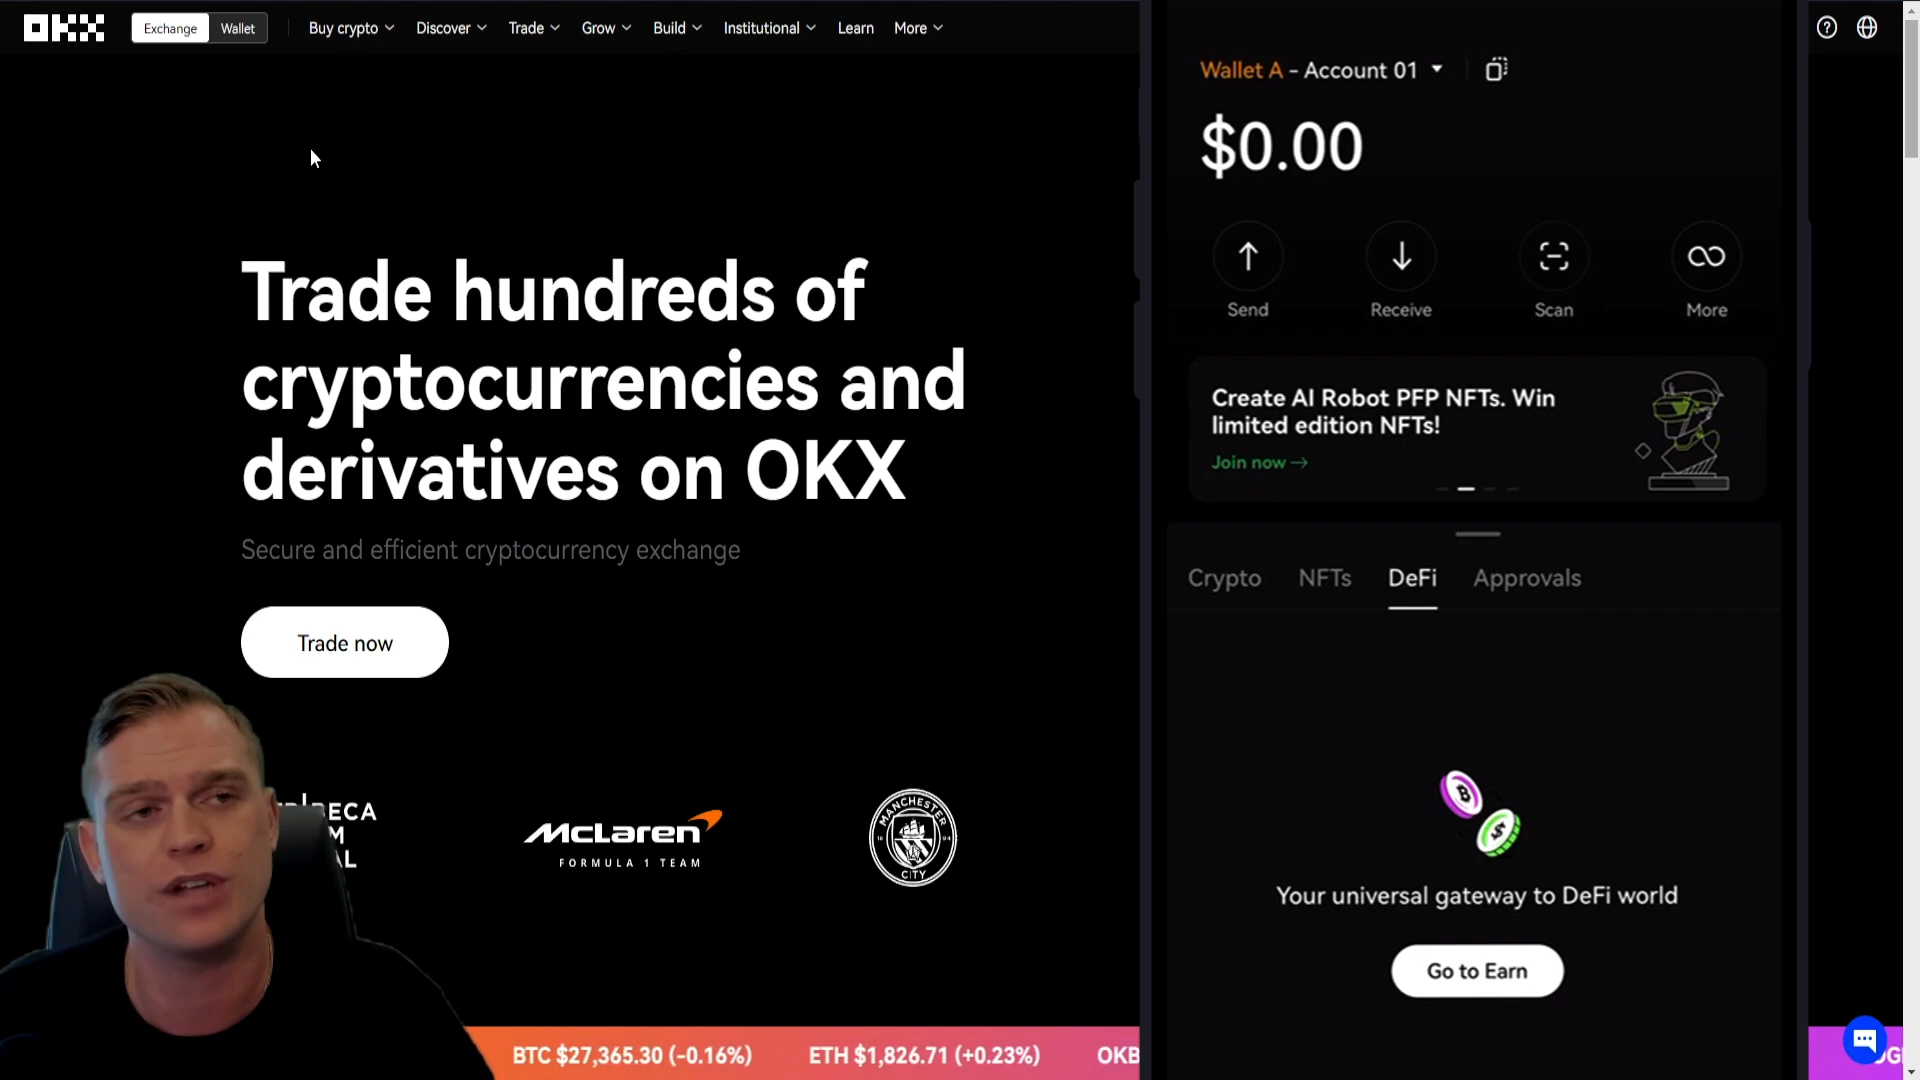 OKX
Exchange
Wallet
Buy crypto
Discover
Trade
Grow
Build
Institutional
Learn
More
Trade hundreds of
cryptocurrencies and
derivatives on OKX
Secure and efficient cryptocurrency exchange
Trade now
McLaren
FORMULA 1 TEAM
MANCHESTER
18 94
CITY
BTC $27,365.30 (-0.16%)
ETH $1,826.71 (+0.23%)
OKB
Wallet A - Account 01
$0.00
Send
Receive
Scan
More
Create AI Robot PFP NFTs. Win
limited edition NFTs!
Join now →
Crypto
NFTs
DeFi
Approvals
Your universal gateway to DeFi world
Go to Earn